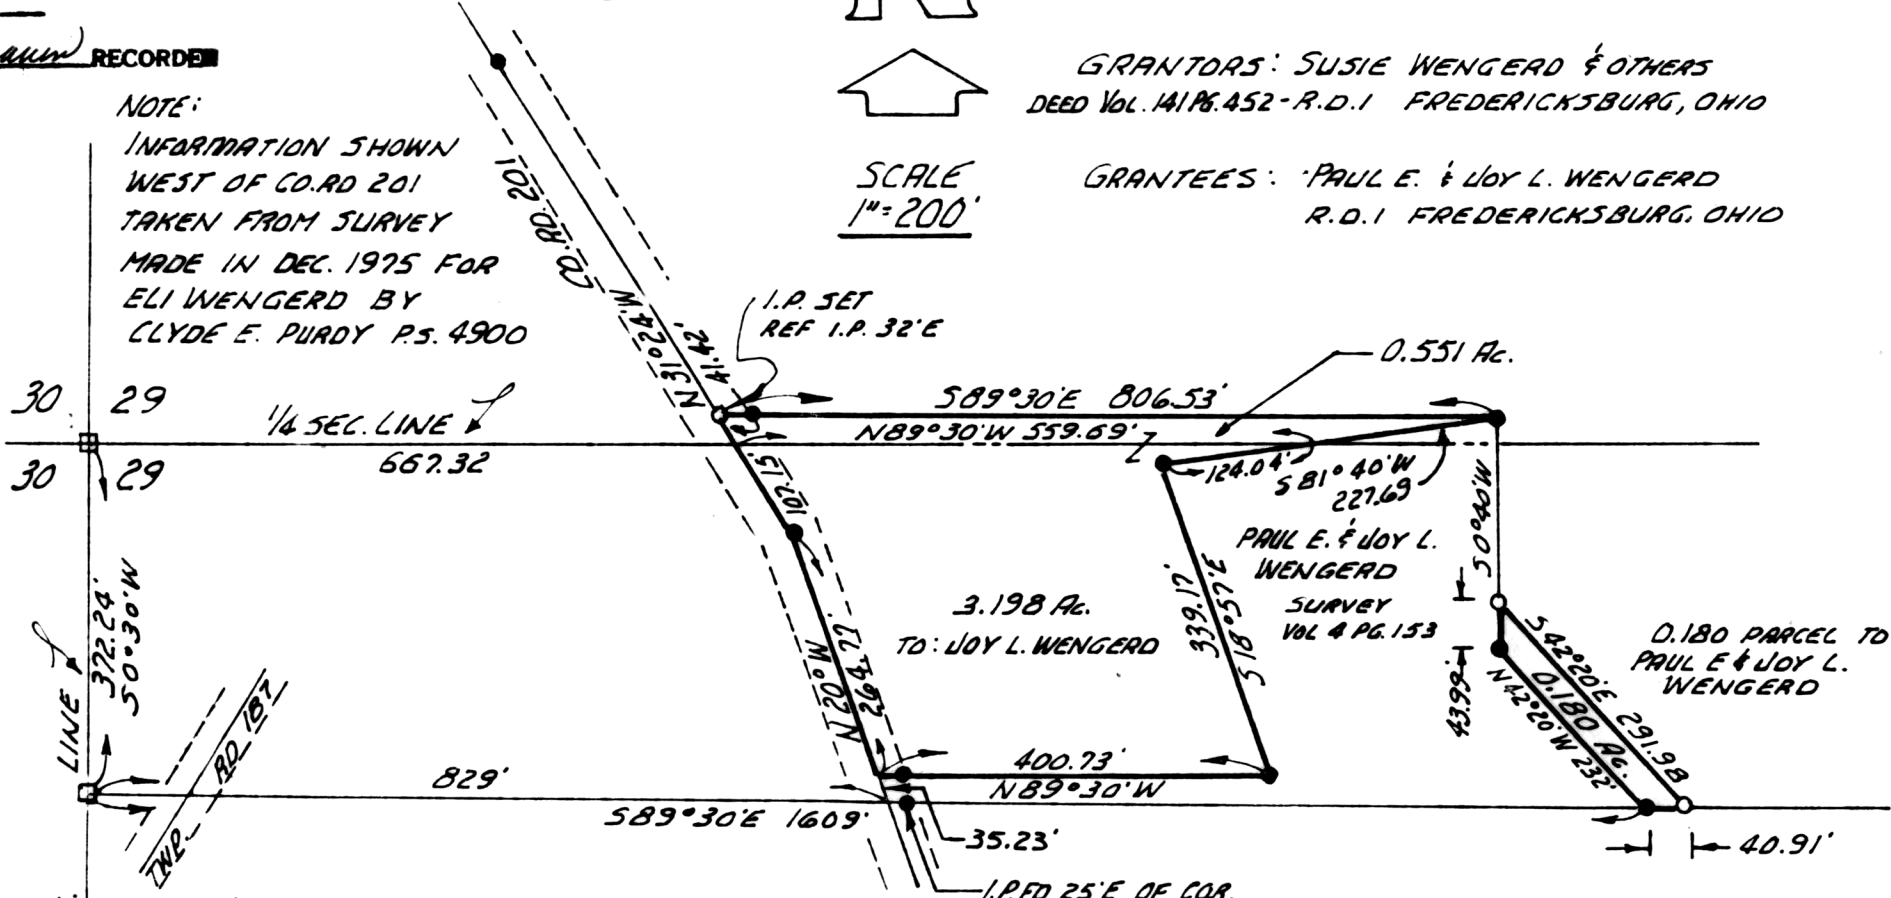 RECORDED
N
NOTE:
INFORMATION SHOWN
WEST OF CO.RD 201
TAKEN FROM SURVEY
MADE IN DEC. 1975 FOR
ELI WENGERD BY
CLYDE E. PURDY P.S. 4900
GRANTORS: SUSIE WENGERD & OTHERS
DEED VOL. 141 PG. 452 - R.D.1 FREDERICKSBURG, OHIO
SCALE
1"=200'
GRANTEES: PAUL E. & JOY L. WENGERD
R.D.1 FREDERICKSBURG, OHIO
CO. RD. 201
N 31°24'W
41.42'
I.P. SET
REF I.P. 32'E
0.551 Ac.
30 29
1/4 SEC. LINE
S89°30'E 806.53'
N89°30'W 559.69'
30 29
667.32
107.15'
124.04'
S 81°40'W
227.69
S0°40'W
PAUL E. & JOY L.
WENGERD
SURVEY
VOL 4 PG. 153
3.198 Ac.
TO: JOY L. WENGERD
339.17'
S 18°57'E
LINE
372.24'
S0°30'W
N 20°W
264.77'
43.99'
S 42°20'E 291.98
0.180 AC.
N42°20'W 232'
0.180 PARCEL TO
PAUL E & JOY L.
WENGERD
TWP. RD. 187
829'
400.73'
N89°30'W
S89°30'E 1609'
35.23'
40.91'
I.P. FD 25'E OF COR.